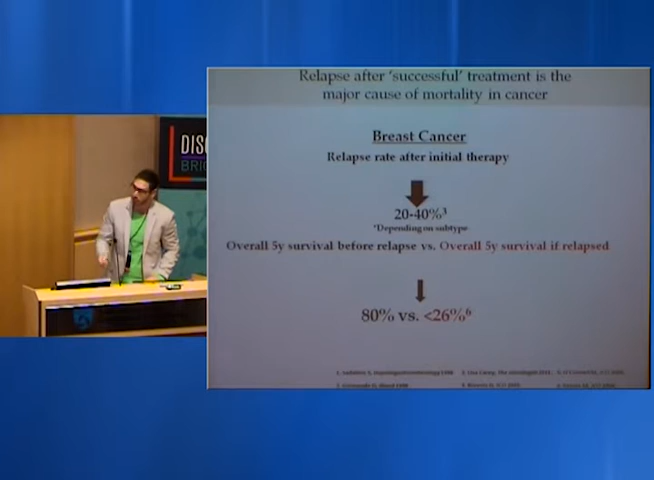 DISC
BRIG
Relapse after 'successful' treatment is the
major cause of mortality in cancer
Breast Cancer
Relapse rate after initial therapy
20-40%³
*Depending on subtype
Overall 5y survival before relapse vs. Overall 5y survival if relapsed
80% vs. <26%⁶